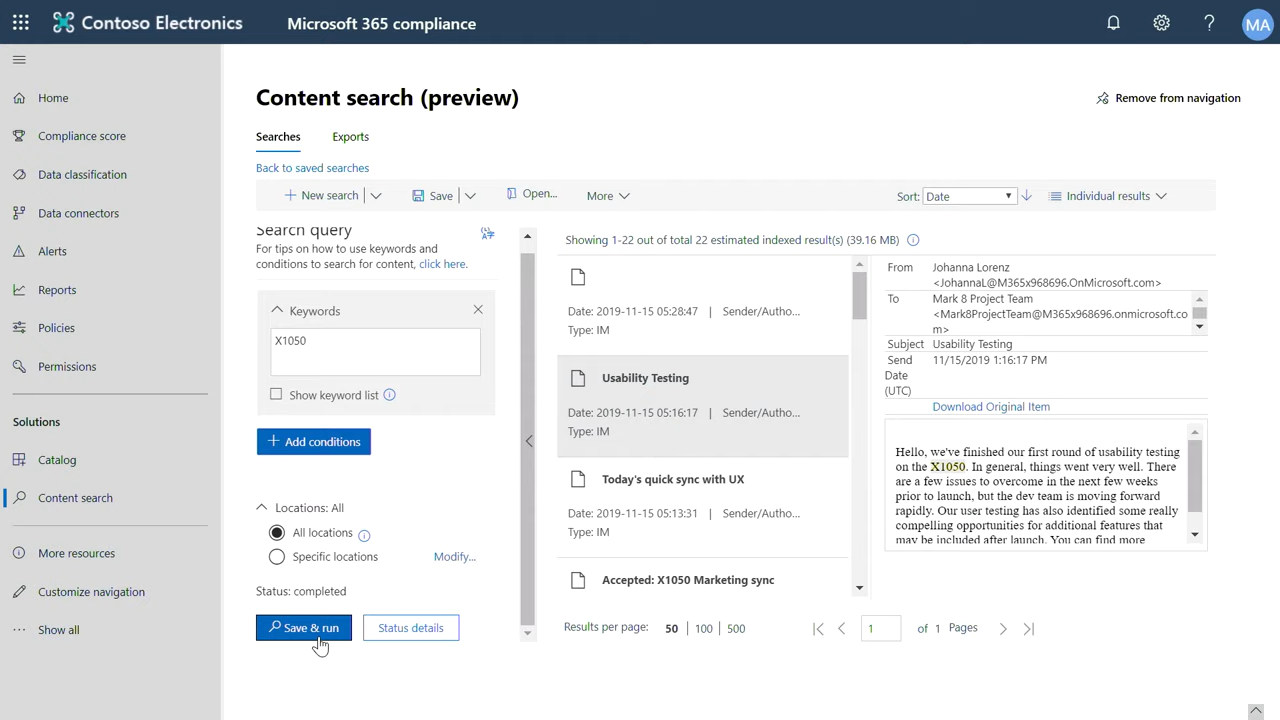 Contoso Electronics
Microsoft 365 compliance
MA
Home
Compliance score
Data classification
Data connectors
Alerts
Reports
Policies
Permissions
Solutions
Catalog
Content search
More resources
Customize navigation
Show all
Content search (preview)
Remove from navigation
Searches
Exports
Back to saved searches
New search
Save
Open...
More
Sort:
Date
Individual results
Search query
For tips on how to use keywords and
conditions to search for content, click here.
Keywords
X1050
Show keyword list
Add conditions
Locations: All
All locations
Specific locations
Modify...
Status: completed
Save & run
Status details
Showing 1-22 out of total 22 estimated indexed result(s) (39.16 MB)
Date: 2019-11-15 05:28:47 | Sender/Autho...
Type: IM
Usability Testing
Date: 2019-11-15 05:16:17 | Sender/Autho...
Type: IM
Today's quick sync with UX
Date: 2019-11-15 05:13:31 | Sender/Autho...
Type: IM
Accepted: X1050 Marketing sync
Results per page: 50 | 100 | 500
1 of 1 Pages
From Johanna Lorenz
<JohannaL@M365x968696.OnMicrosoft.com>
To Mark 8 Project Team
<Mark8ProjectTeam@M365x968696.onmicrosoft.co
m>
Subject Usability Testing
Send 11/15/2019 1:16:17 PM
Date
(UTC)
Download Original Item
Hello, we've finished our first round of usability testing
on the X1050. In general, things went very well. There
are a few issues to overcome in the next few weeks
prior to launch, but the dev team is moving forward
rapidly. Our user testing has also identified some really
compelling opportunities for additional features that
may be included after launch. You can find more